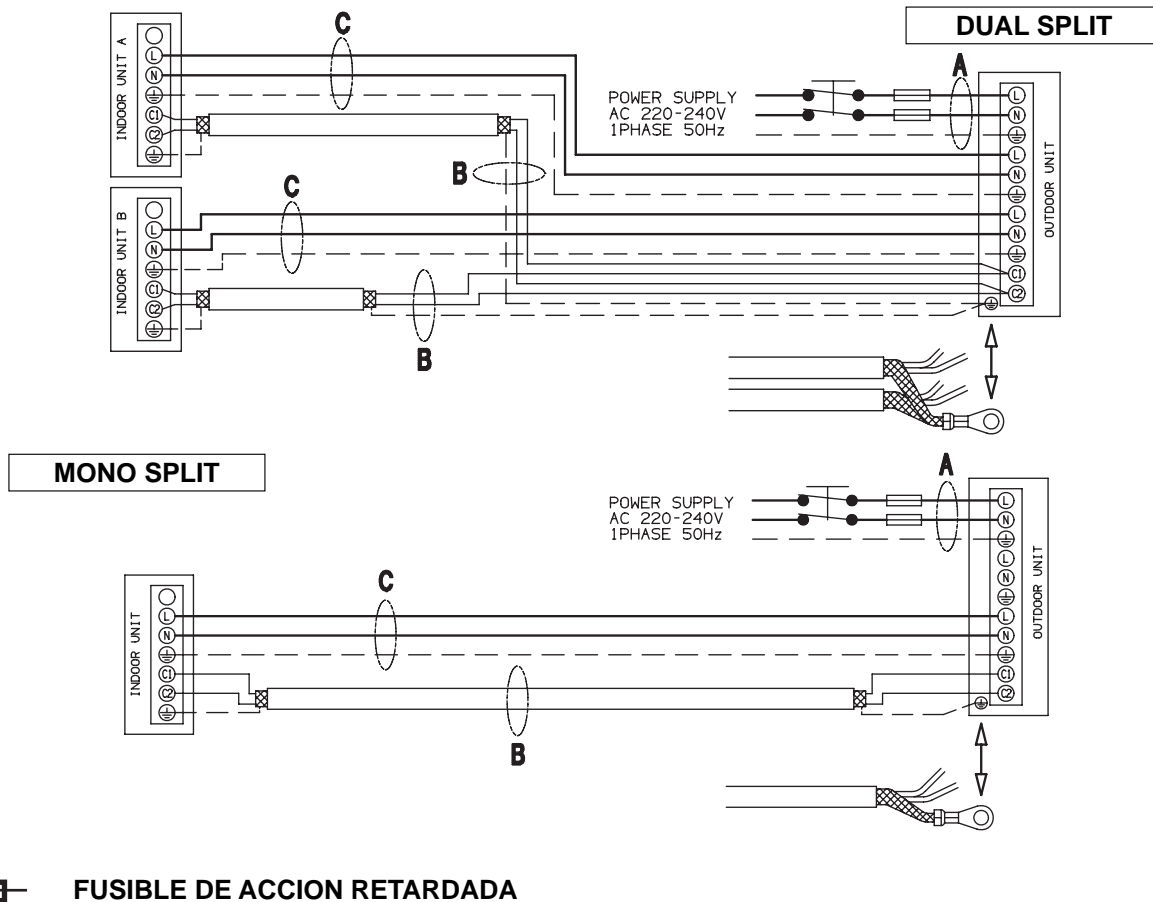 DUAL SPLIT
C
A
INDOOR UNIT A
L
N
C1
C2
POWER SUPPLY
AC 220-240V
1PHASE 50Hz
L
N
L
N
L
N
C1
C2
OUTDOOR UNIT
B
C
INDOOR UNIT B
L
N
C1
C2
B
MONO SPLIT
A
POWER SUPPLY
AC 220-240V
1PHASE 50Hz
L
N
L
N
L
N
C1
C2
OUTDOOR UNIT
C
INDOOR UNIT
L
N
C1
C2
B
FUSIBLE DE ACCION RETARDADA